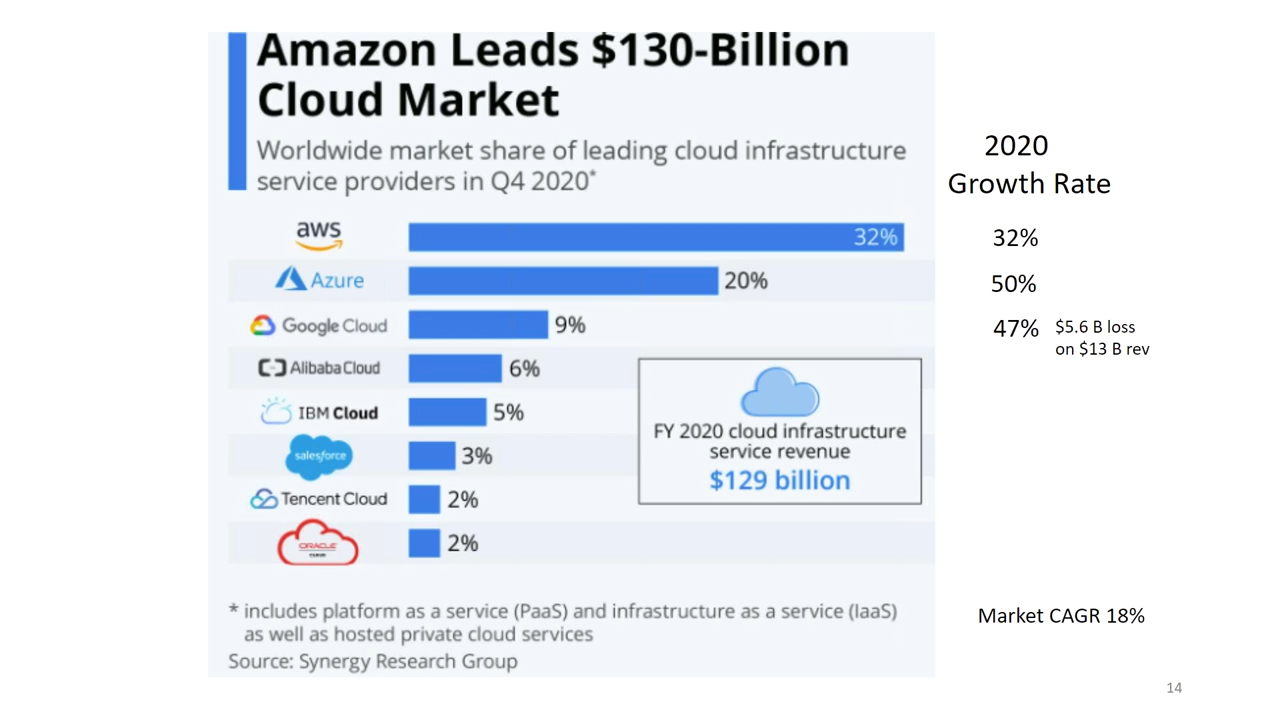 Amazon Leads $130-Billion
Cloud Market
Worldwide market share of leading cloud infrastructure
service providers in Q4 2020*
2020
Growth Rate
aws 32% 32%
Azure 20% 50%
Google Cloud 9% 47% $5.6 B loss
on $13 B rev
Alibaba Cloud 6%
IBM Cloud 5%
salesforce 3%
Tencent Cloud 2%
ORACLE 2%
CLOUD
FY 2020 cloud infrastructure
service revenue
$129 billion
* includes platform as a service (PaaS) and infrastructure as a service (IaaS)
as well as hosted private cloud services
Source: Synergy Research Group
Market CAGR 18%
14